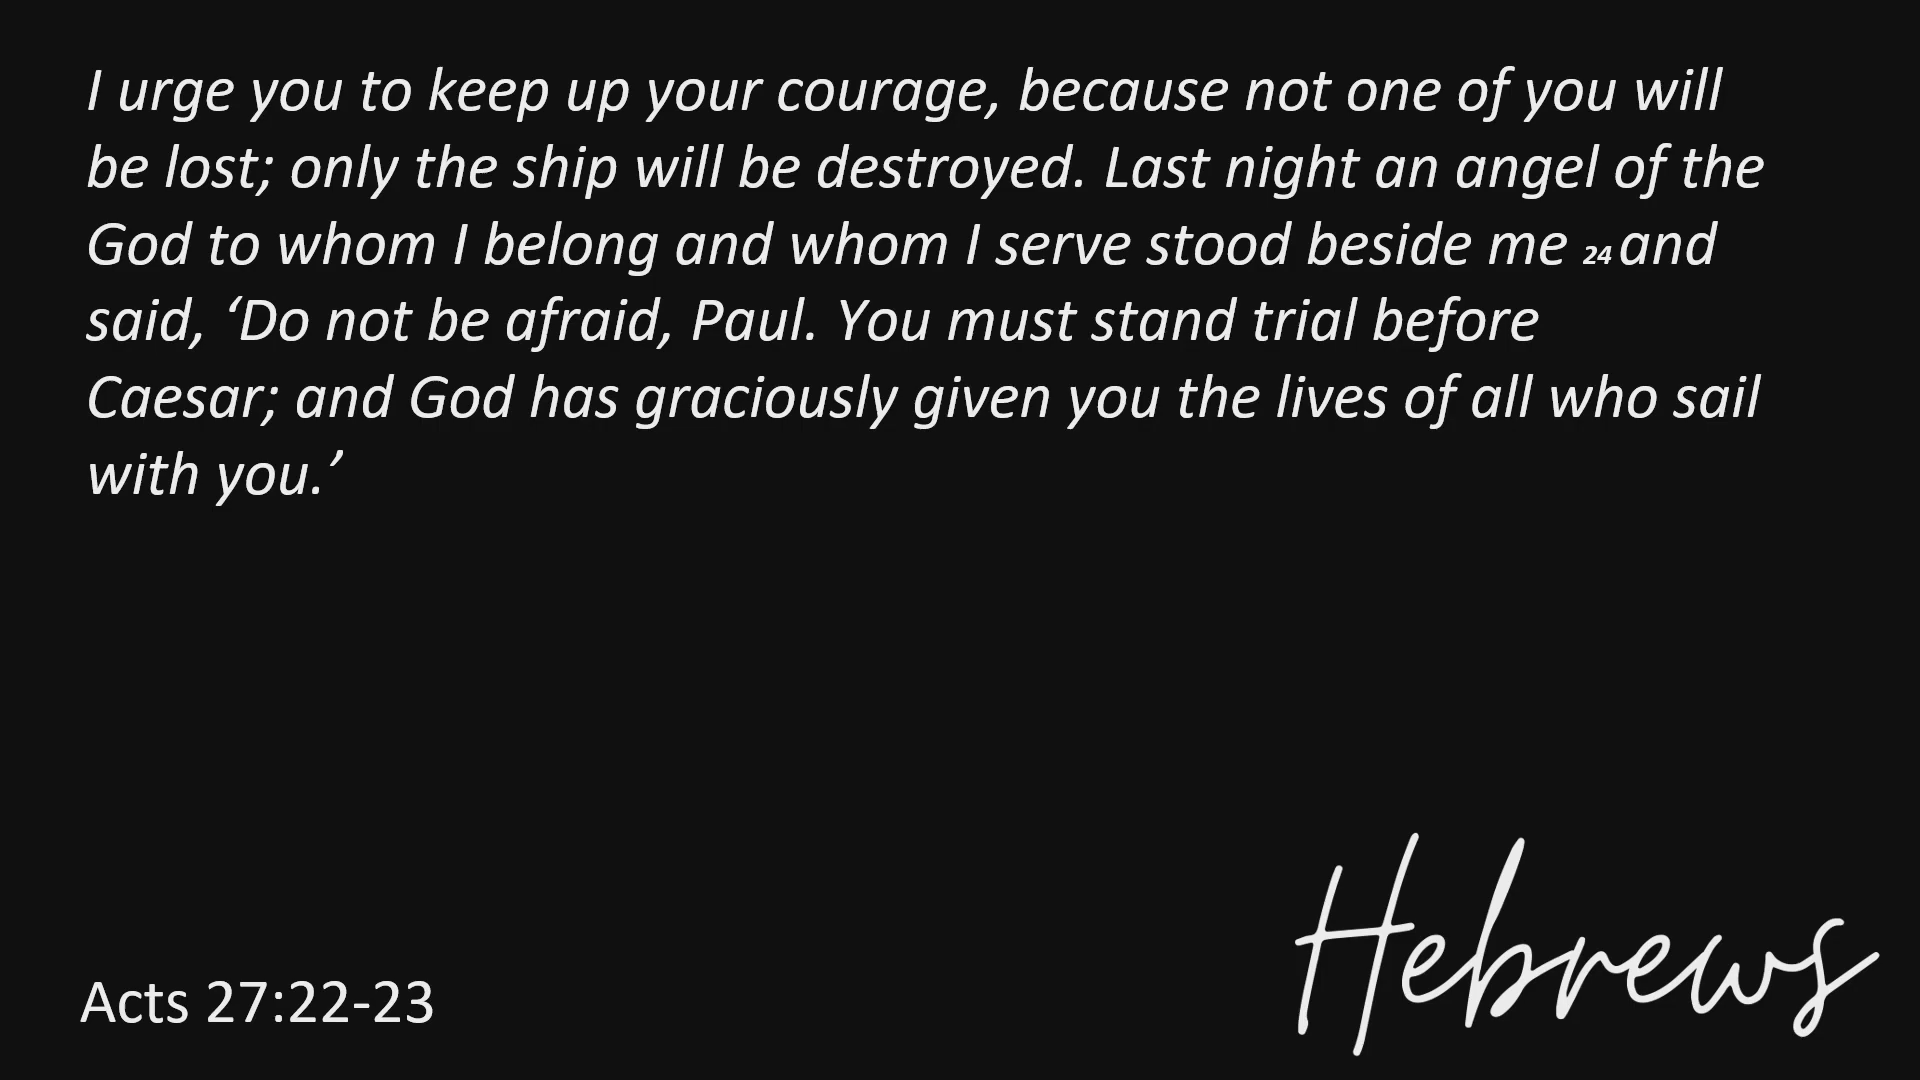 I urge you to keep up your courage, because not one of you will
be lost; only the ship will be destroyed. Last night an angel of the
God to whom I belong and whom I serve stood beside me 24 and
said, ‘Do not be afraid, Paul. You must stand trial before
Caesar; and God has graciously given you the lives of all who sail
with you.’
Acts 27:22-23
Hebrews